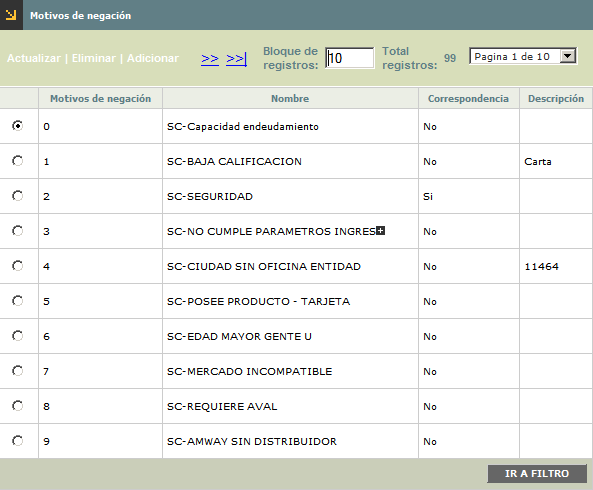 Motivos de negación
Actualizar | Eliminar | Adicionar >> >>| Bloque de registros: 10 Total registros: 99 Pagina 1 de 10
Motivos de negación Nombre Correspondencia Descripción
0 SC-Capacidad endeudamiento No
1 SC-BAJA CALIFICACION No Carta
2 SC-SEGURIDAD Si
3 SC-NO CUMPLE PARAMETROS INGRES No
4 SC-CIUDAD SIN OFICINA ENTIDAD No 11464
5 SC-POSEE PRODUCTO - TARJETA No
6 SC-EDAD MAYOR GENTE U No
7 SC-MERCADO INCOMPATIBLE No
8 SC-REQUIERE AVAL No
9 SC-AMWAY SIN DISTRIBUIDOR No
IR A FILTRO